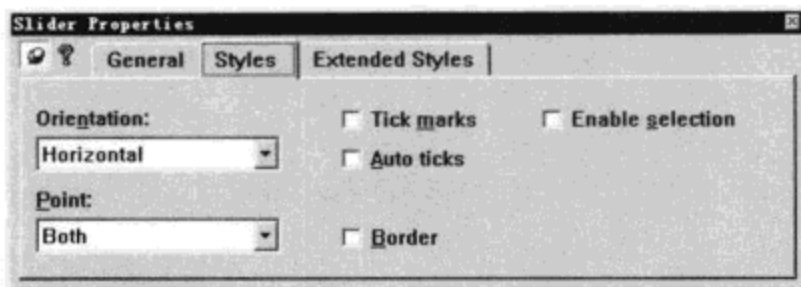 Slider Properties
General Styles Extended Styles
Orientation:
Horizontal
Point:
Both
Tick marks
Auto ticks
Border
Enable selection